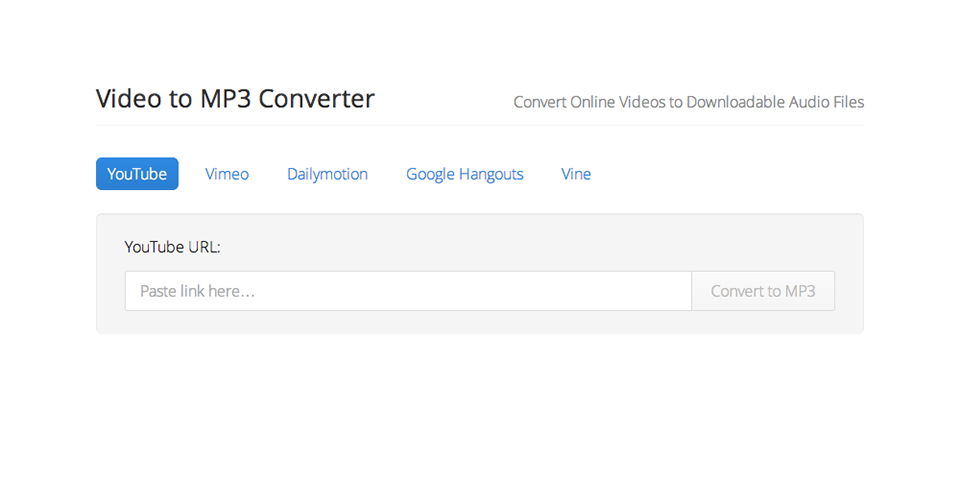 Video to MP3 Converter
Convert Online Videos to Downloadable Audio Files
YouTube Vimeo Dailymotion Google Hangouts Vine
YouTube URL:
Paste link here… Convert to MP3